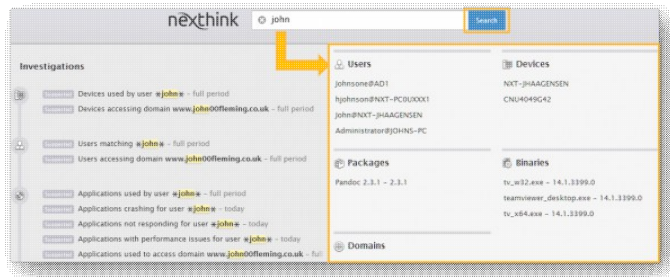 nexthink
john
Search
Investigations
Devices used by user *john* - full period
Devices accessing domain www.john00fleming.co.uk - full period
Users matching *john* - full period
Users accessing domain www.john00fleming.co.uk - full period
Applications used by user *john* - full period
Applications crashing for user *john* - today
Applications not responding for user *john* - today
Applications with performance issues for user *john* - today
Applications used to access domain www.john00fleming.co.uk - full
Users
Johnsone@AD1
hjohnson@NXT-PC0UXXX1
John@NXT-JHAAGENSEN
Administrator@JOHNS-PC
Devices
NXT-JHAAGENSEN
CNU4049G42
Packages
Pandoc 2.3.1 - 2.3.1
Binaries
tv_w32.exe - 14.1.3399.0
teamviewer_desktop.exe - 14.1.3399.0
tv_x64.exe - 14.1.3399.0
Domains